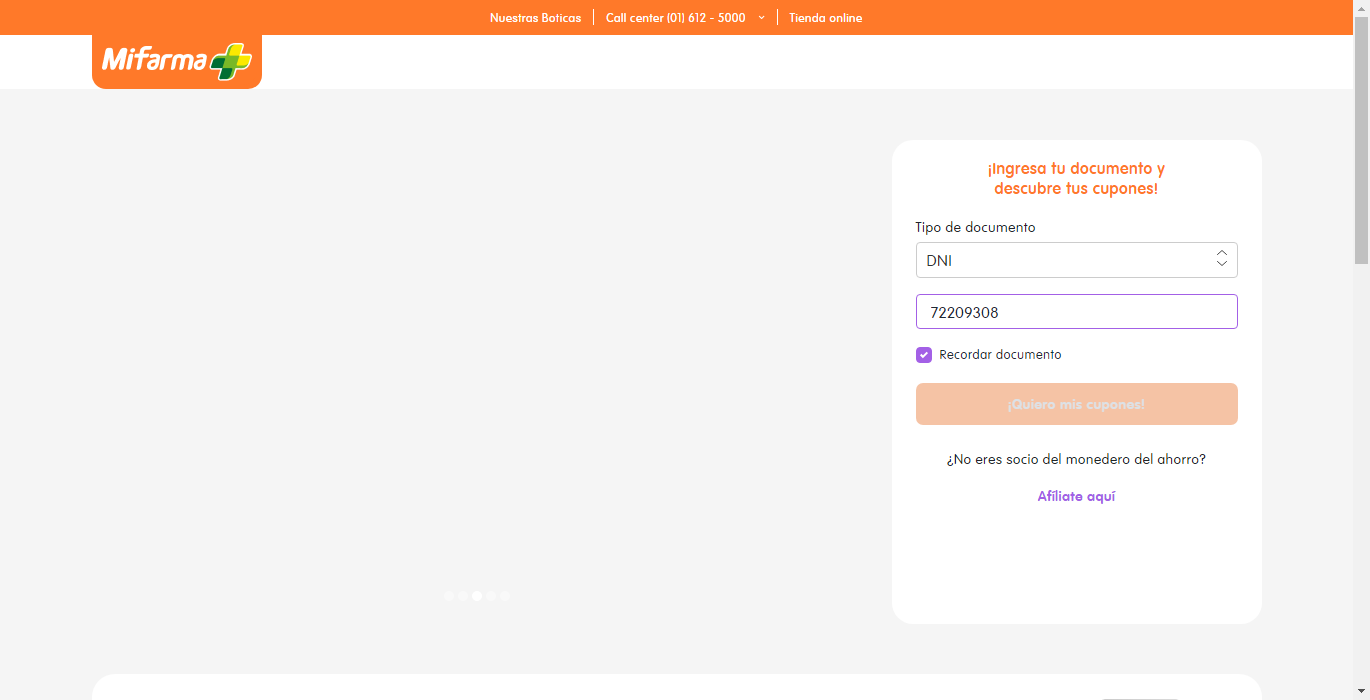 Nuestras Boticas
Call center (01) 612 - 5000
Tienda online
Mifarma
¡Ingresa tu documento y
descubre tus cupones!
Tipo de documento
DNI
72209308
Recordar documento
¡Quiero mis cupones!
¿No eres socio del monedero del ahorro?
Afíliate aquí